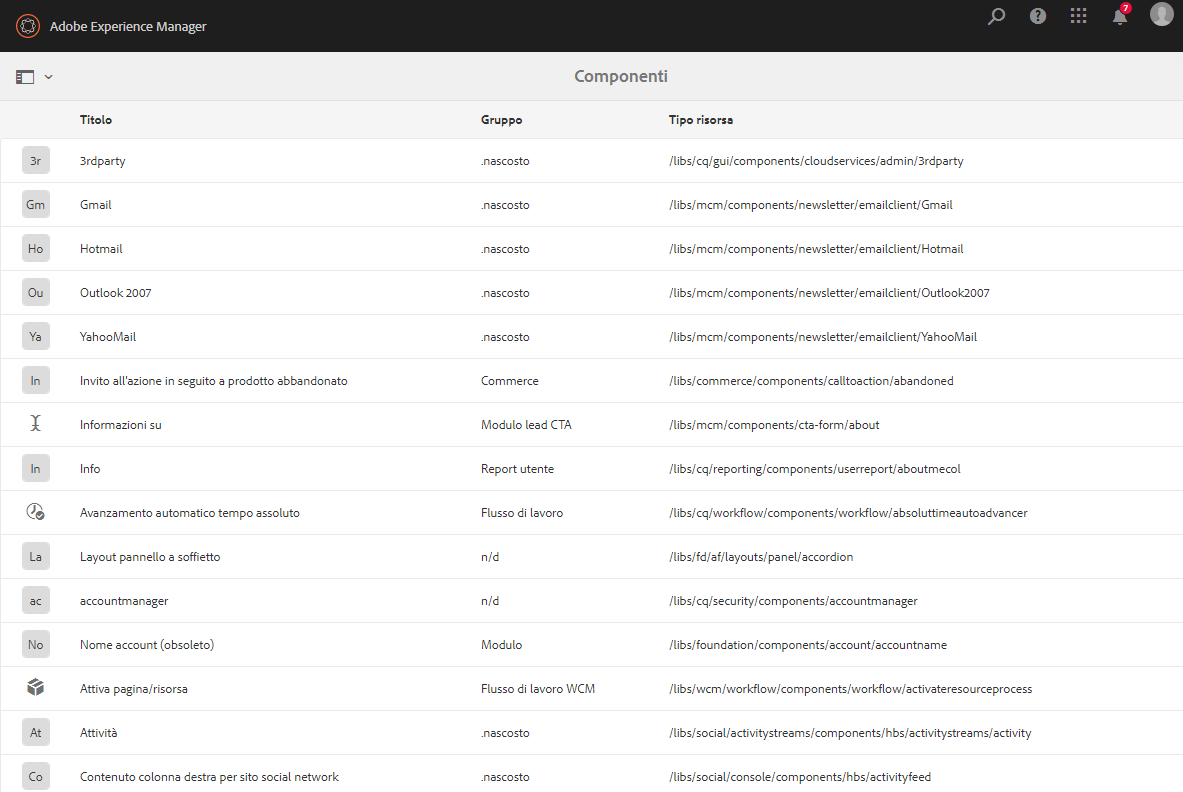 Adobe Experience Manager
7
Componenti
Titolo Gruppo Tipo risorsa
3r 3rdparty .nascosto /libs/cq/gui/components/cloudservices/admin/3rdparty
Gm Gmail .nascosto /libs/mcm/components/newsletter/emailclient/Gmail
Ho Hotmail .nascosto /libs/mcm/components/newsletter/emailclient/Hotmail
Ou Outlook 2007 .nascosto /libs/mcm/components/newsletter/emailclient/Outlook2007
Ya YahooMail .nascosto /libs/mcm/components/newsletter/emailclient/YahooMail
In Invito all'azione in seguito a prodotto abbandonato Commerce /libs/commerce/components/calltoaction/abandoned
Informazioni su Modulo lead CTA /libs/mcm/components/cta-form/about
In Info Report utente /libs/cq/reporting/components/userreport/aboutmecol
Avanzamento automatico tempo assoluto Flusso di lavoro /libs/cq/workflow/components/workflow/absoluttimeautoadvancer
La Layout pannello a soffietto n/d /libs/fd/af/layouts/panel/accordion
ac accountmanager n/d /libs/cq/security/components/accountmanager
No Nome account (obsoleto) Modulo /libs/foundation/components/account/accountname
Attiva pagina/risorsa Flusso di lavoro WCM /libs/wcm/workflow/components/workflow/activateresourceprocess
At Attività .nascosto /libs/social/activitystreams/components/hbs/activitystreams/activity
Co Contenuto colonna destra per sito social network .nascosto /libs/social/console/components/hbs/activityfeed